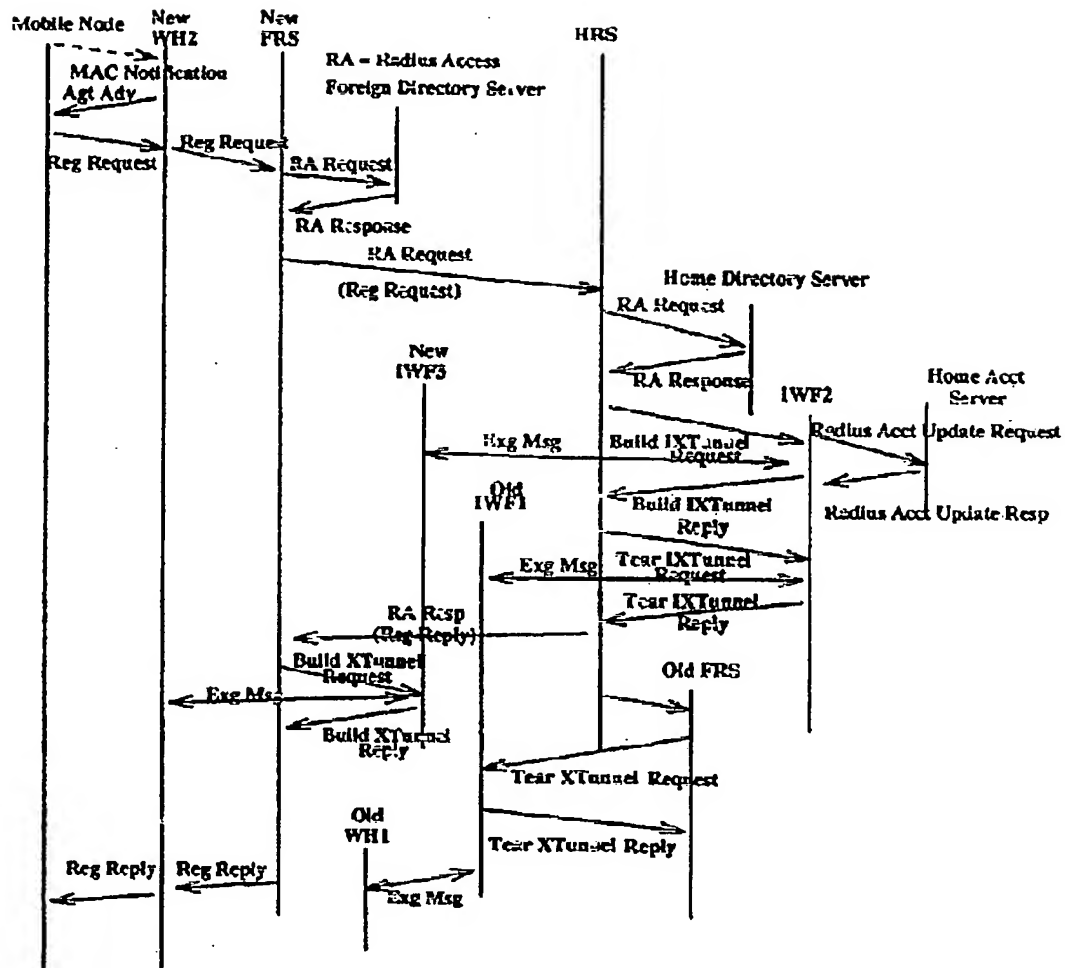 Mobile Node
New
WH2
New
FRS
HRS
RA – Radius Access
Foreign Directory Server
MAC Notification
Agt Adv
Reg Request
Reg Request
RA Request
RA Response
RA Request
(Reg Request)
Home Directory Server
RA Request
RA Response
New
IWF3
IWF2
Home Acct
Server
Radius Acct Update Request
Exg Msg
Build IXTunnel
Request
Radius Acct Update Resp
Build IXTunnel
Reply
Old
IWF1
Exg Msg
Tear IXTunnel
Request
Tear IXTunnel
Reply
RA Resp
(Reg Reply)
Build XTunnel
Request
Exg Msg
Build XTunnel
Reply
Old FRS
Tear XTunnel Request
Tear XTunnel Reply
Old
WH1
Exg Msg
Reg Reply
Reg Reply